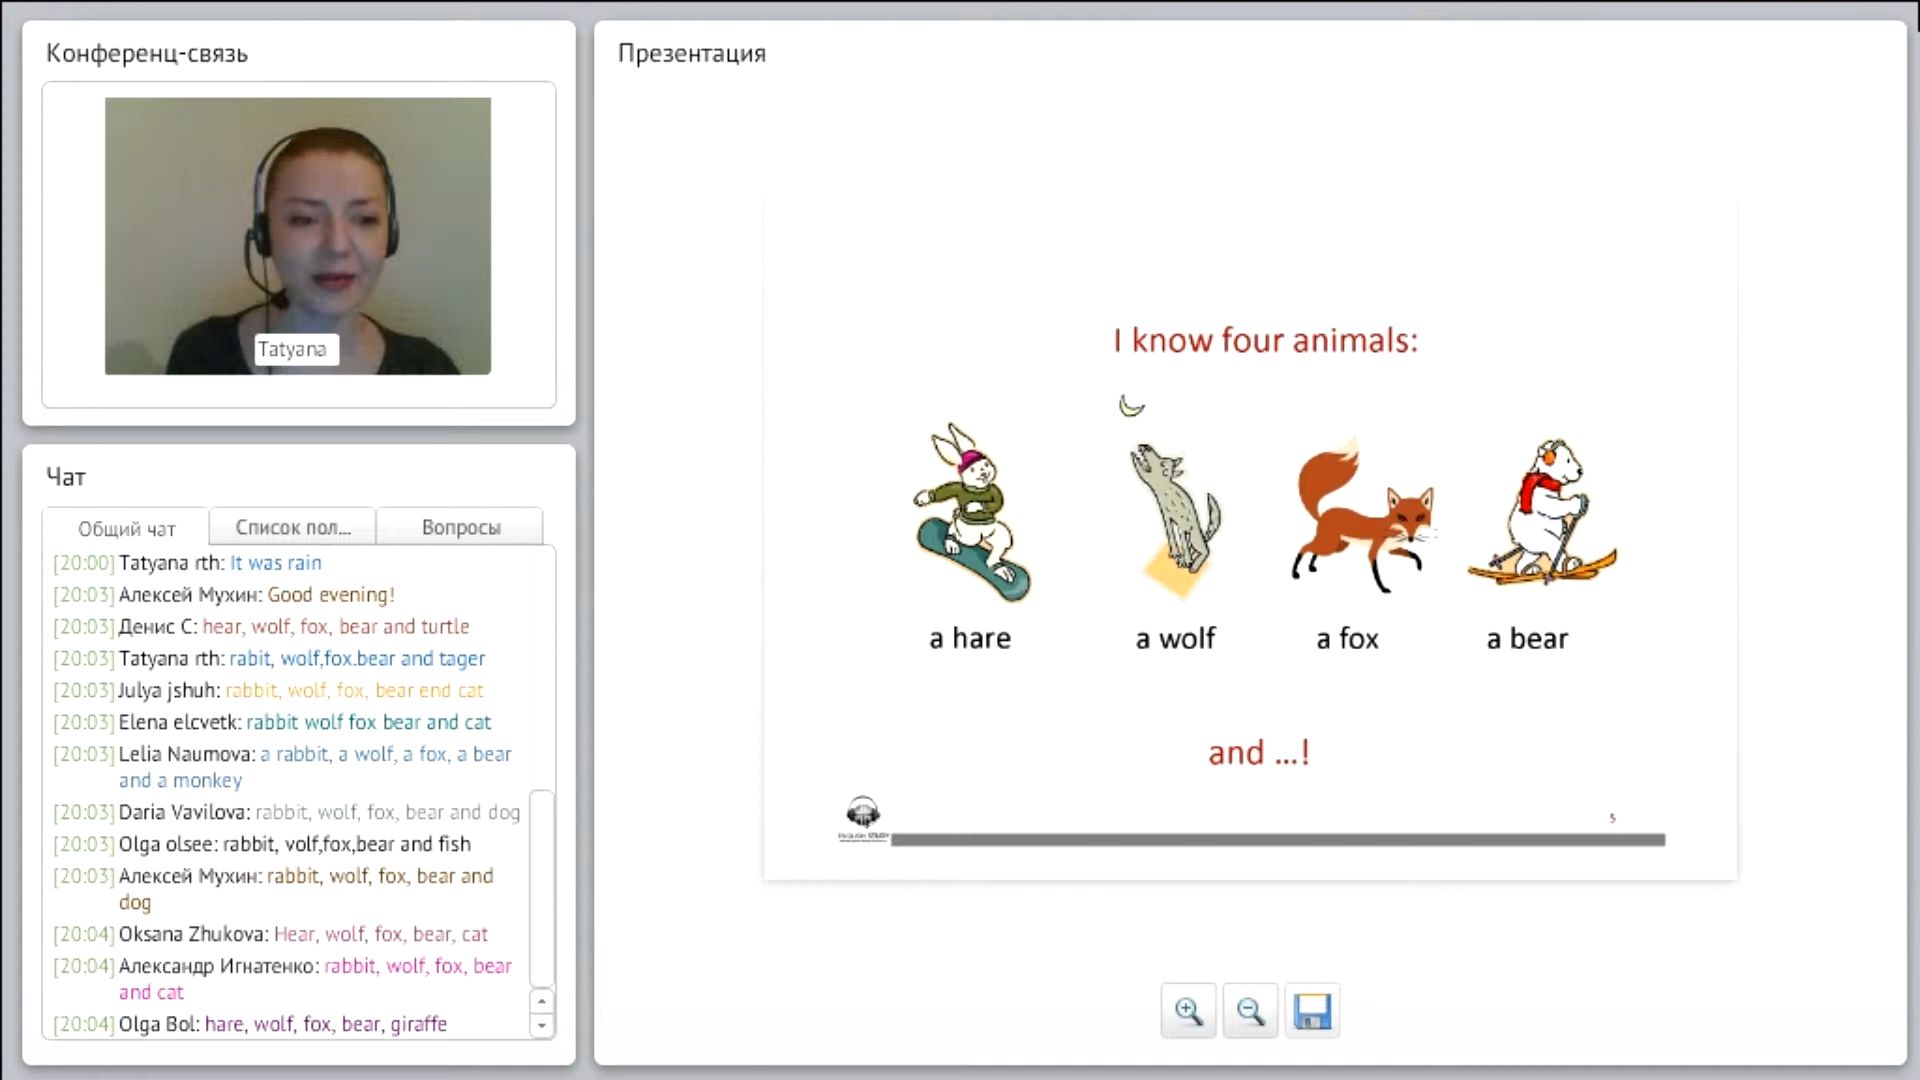 Конференц-связь
Tatyana
Чат
Общий чат
Список пол...
Вопросы
[20:00] Tatyana rth: It was rain
[20:03] Алексей Мухин: Good evening!
[20:03] Денис С: hear, wolf, fox, bear and turtle
[20:03] Tatyana rth: rabit, wolf,fox.bear and tager
[20:03] Julya jshuh: rabbit, wolf, fox, bear end cat
[20:03] Elena elcvetk: rabbit wolf fox bear and cat
[20:03] Lelia Naumova: a rabbit, a wolf, a fox, a bear
and a monkey
[20:03] Daria Vavilova: rabbit, wolf, fox, bear and dog
[20:03] Olga olsee: rabbit, volf,fox,bear and fish
[20:03] Алексей Мухин: rabbit, wolf, fox, bear and
dog
[20:04] Oksana Zhukova: Hear, wolf, fox, bear, cat
[20:04] Александр Игнатенко: rabbit, wolf, fox, bear
and cat
[20:04] Olga Bol: hare, wolf, fox, bear, giraffe
Презентация
I know four animals:
a hare
a wolf
a fox
a bear
and ...!
5